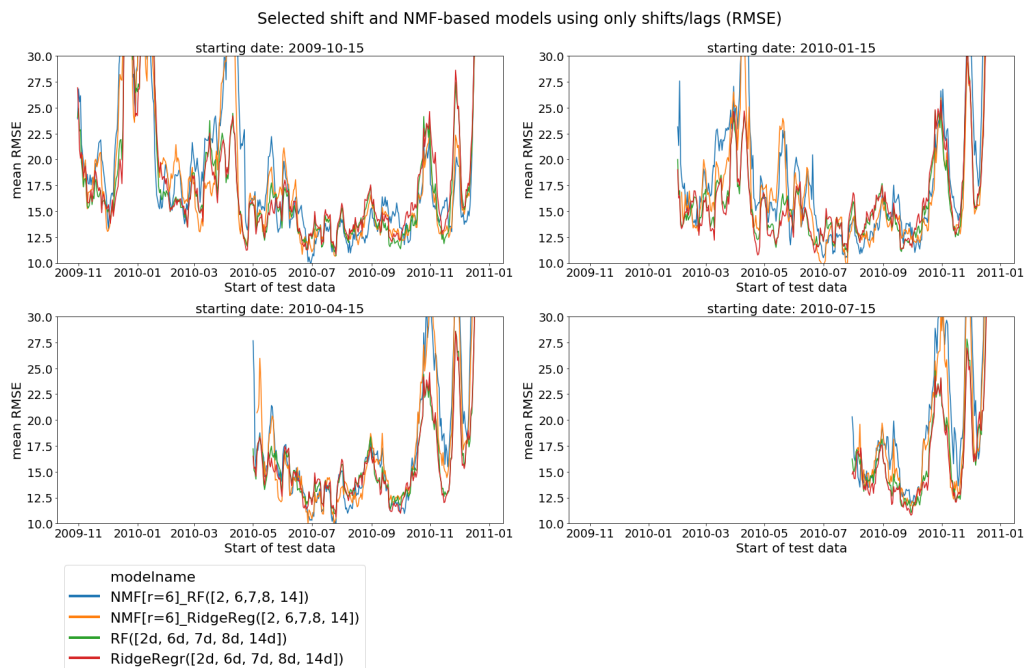 Selected shift and NMF-based models using only shifts/lags (RMSE)
starting date: 2009-10-15
30.0
27.5
25.0
22.5
20.0
17.5
15.0
12.5
10.0
mean RMSE
2009-11 2010-01 2010-03 2010-05 2010-07 2010-09 2010-11 2011-01
Start of test data
starting date: 2010-01-15
30.0
27.5
25.0
22.5
20.0
17.5
15.0
12.5
10.0
mean RMSE
2009-11 2010-01 2010-03 2010-05 2010-07 2010-09 2010-11 2011-01
Start of test data
starting date: 2010-04-15
30.0
27.5
25.0
22.5
20.0
17.5
15.0
12.5
10.0
mean RMSE
2009-11 2010-01 2010-03 2010-05 2010-07 2010-09 2010-11 2011-01
Start of test data
starting date: 2010-07-15
30.0
27.5
25.0
22.5
20.0
17.5
15.0
12.5
10.0
mean RMSE
2009-11 2010-01 2010-03 2010-05 2010-07 2010-09 2010-11 2011-01
Start of test data
modelname
NMF[r=6]_RF([2, 6,7,8, 14])
NMF[r=6]_RidgeReg([2, 6,7,8, 14])
RF([2d, 6d, 7d, 8d, 14d])
RidgeRegr([2d, 6d, 7d, 8d, 14d])